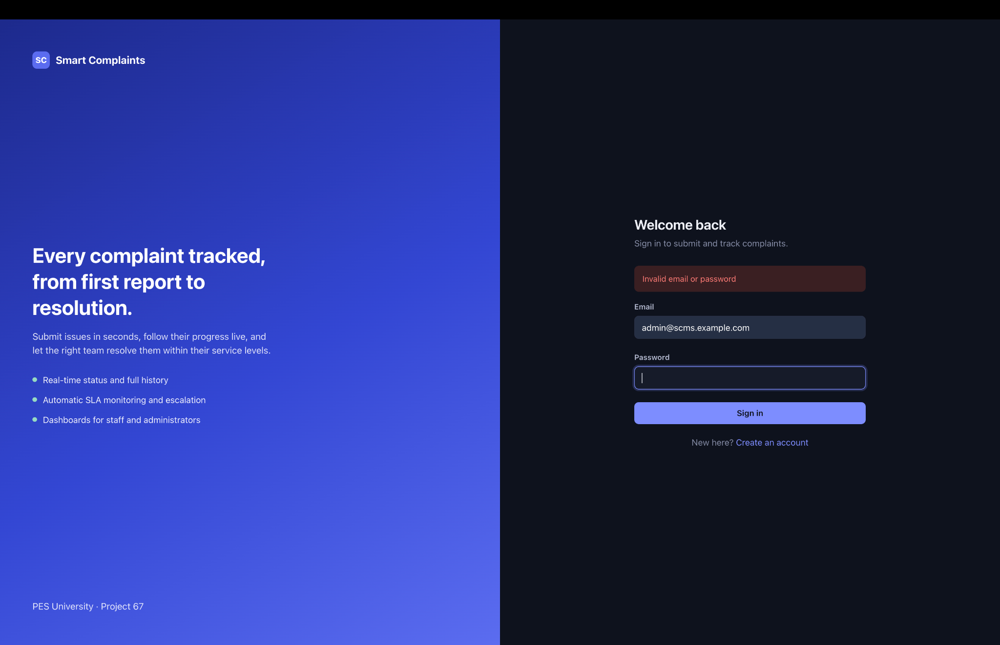 SC Smart Complaints
Every complaint tracked,
from first report to
resolution.
Submit issues in seconds, follow their progress live, and
let the right team resolve them within their service levels.
Real-time status and full history
Automatic SLA monitoring and escalation
Dashboards for staff and administrators
PES University · Project 67
Welcome back
Sign in to submit and track complaints.
Invalid email or password
Email
admin@scms.example.com
Password
Sign in
New here? Create an account